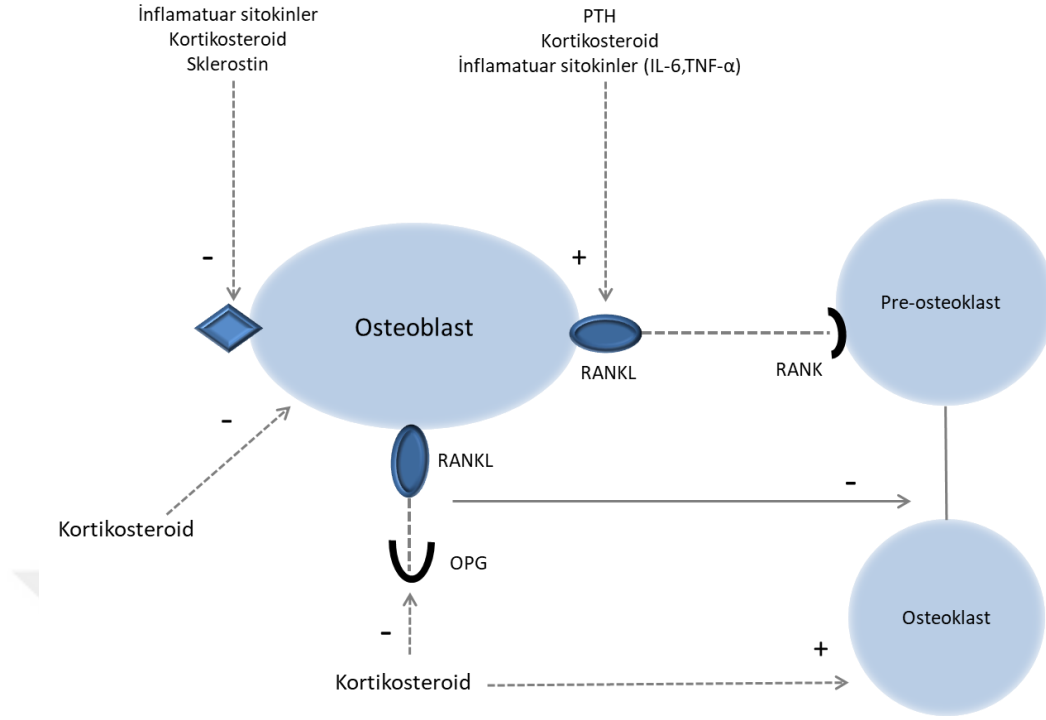 İnflamatuar sitokinler
Kortikosteroid
Sklerostin
PTH
Kortikosteroid
İnflamatuar sitokinler (IL-6,TNF-α)
-
+
Osteoblast
Pre-osteoklast
RANKL
RANK
-
RANKL
-
Kortikosteroid
OPG
-
Osteoklast
+
Kortikosteroid